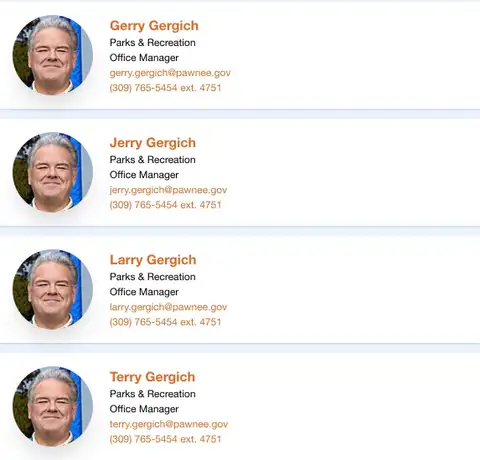 Gerry Gergich
Parks & Recreation
Office Manager
gerry.gergich@pawnee.gov
(309) 765-5454 ext. 4751
Jerry Gergich
Parks & Recreation
Office Manager
jerry.gergich@pawnee.gov
(309) 765-5454 ext. 4751
Larry Gergich
Parks & Recreation
Office Manager
larry.gergich@pawnee.gov
(309) 765-5454 ext. 4751
Terry Gergich
Parks & Recreation
Office Manager
terry.gergich@pawnee.gov
(309) 765-5454 ext. 4751